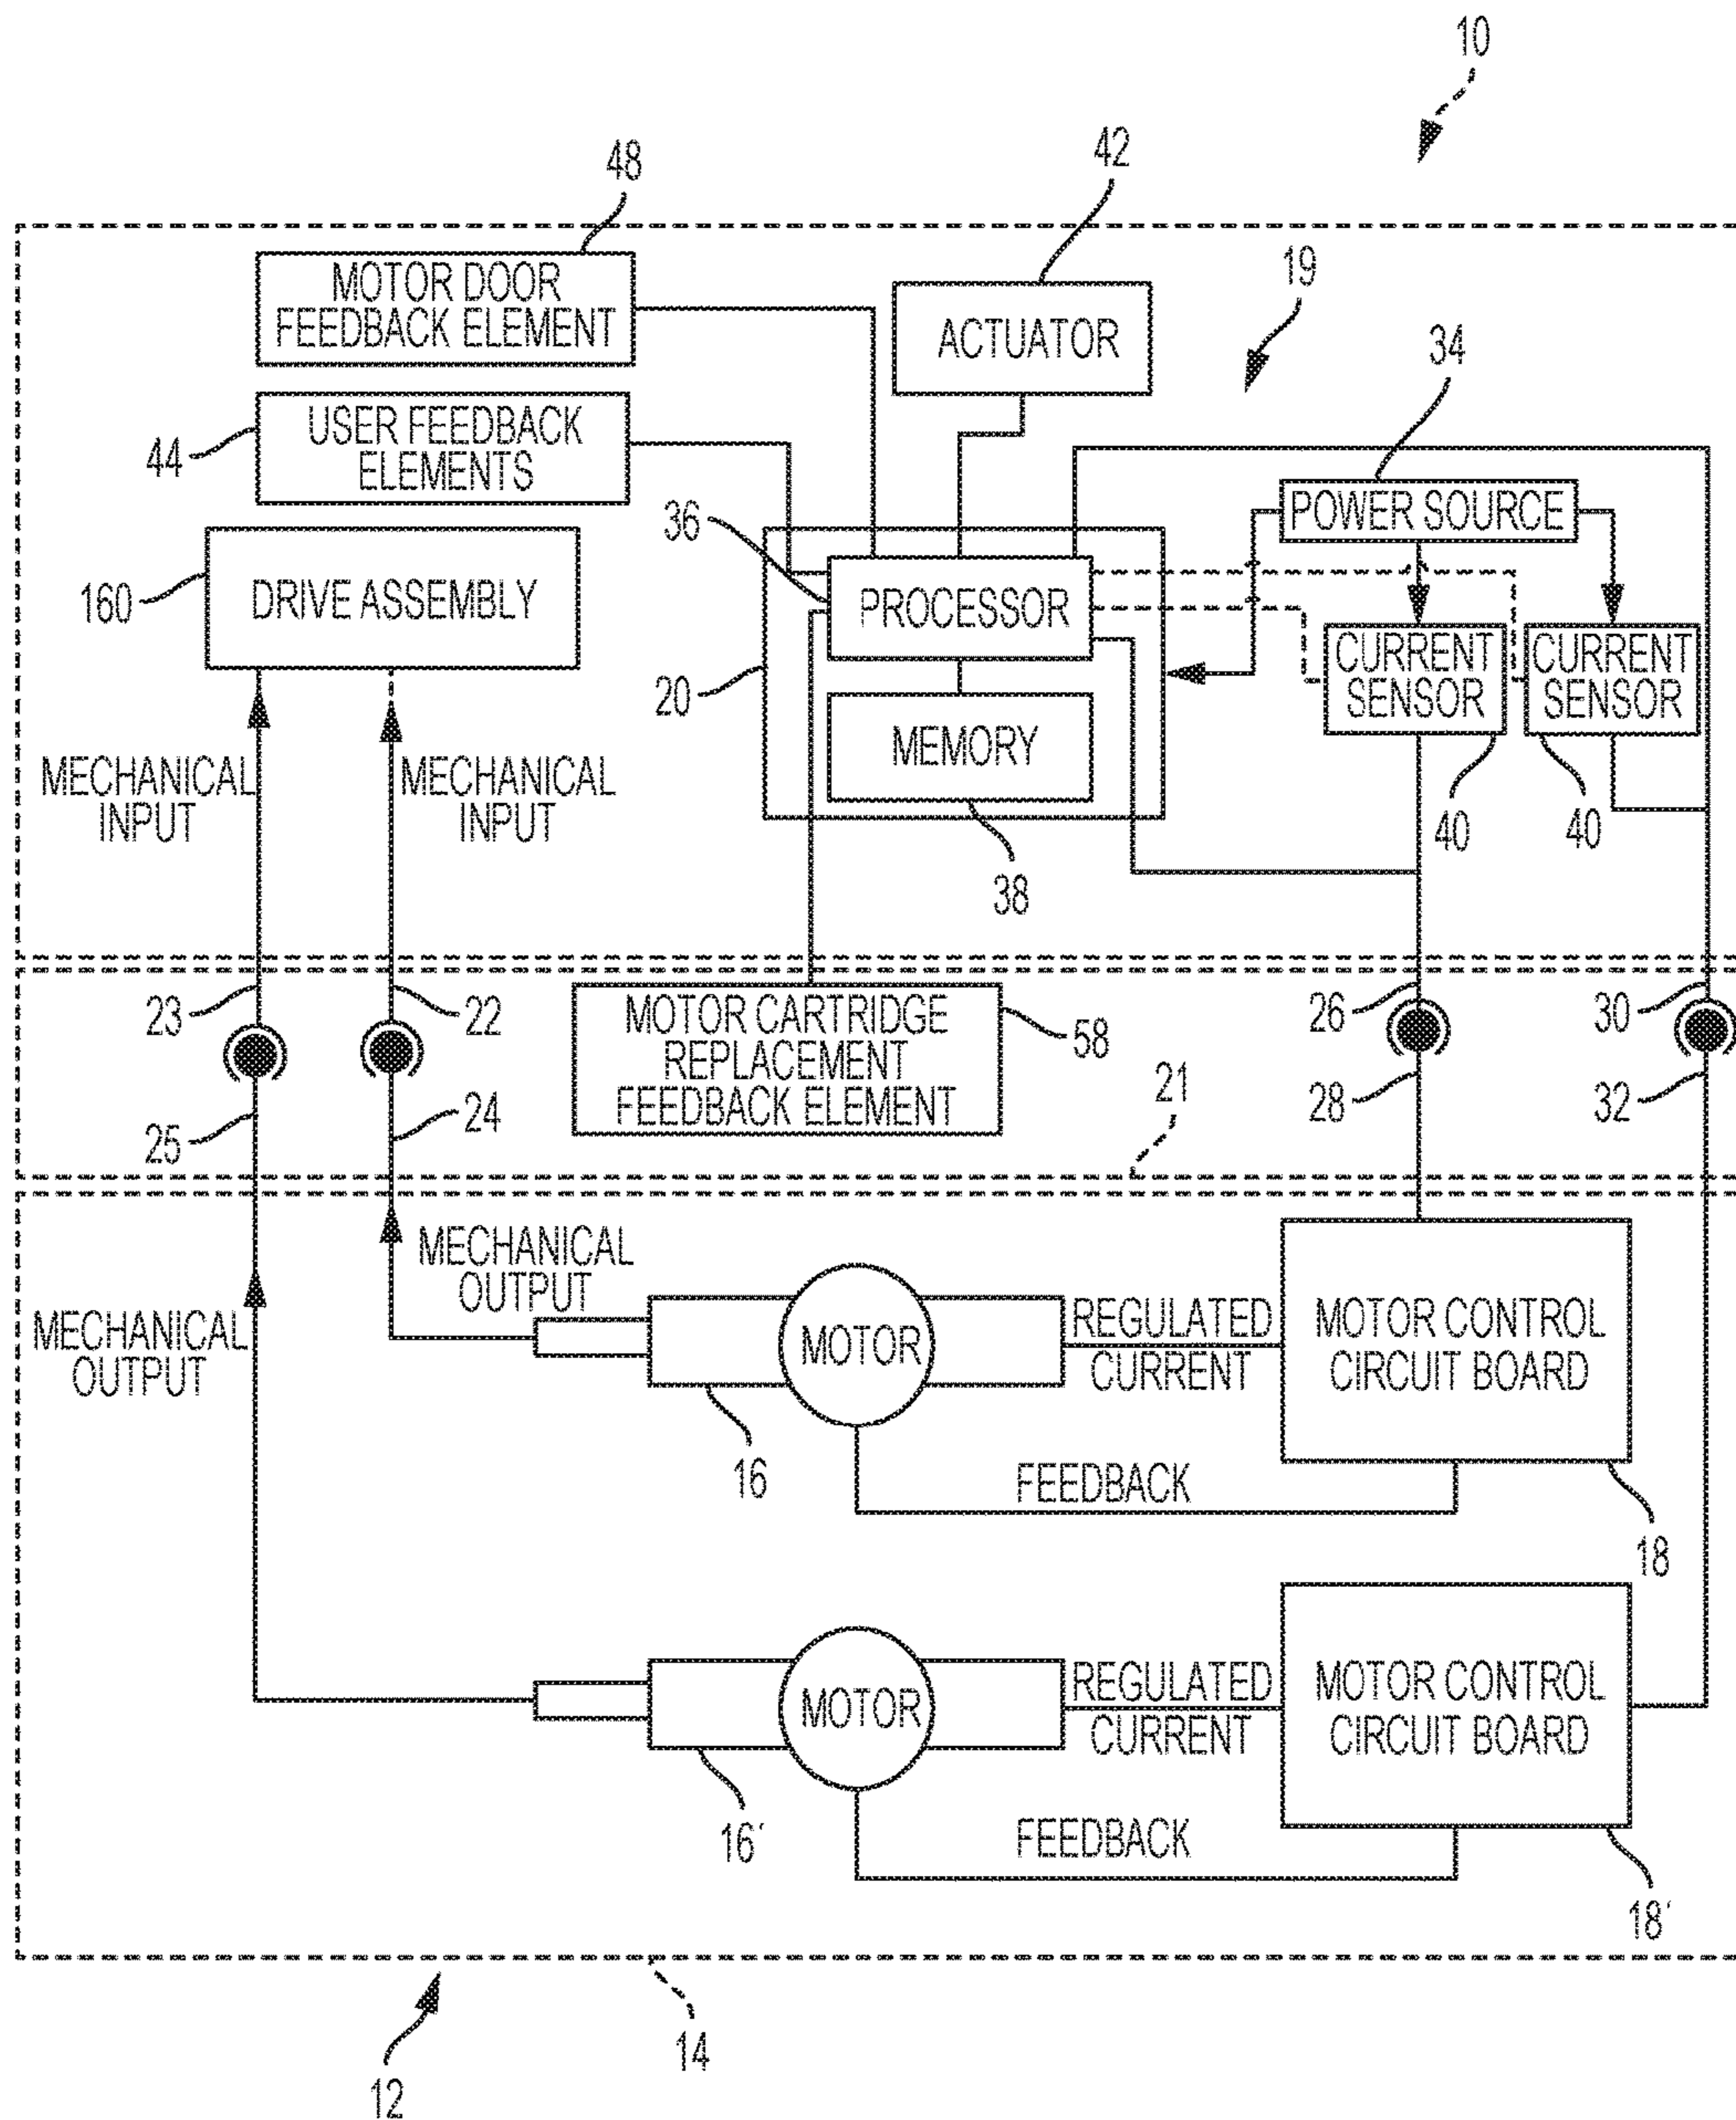 10
48
42
19
34
MOTOR DOOR
FEEDBACK ELEMENT
ACTUATOR
44
USER FEEDBACK
ELEMENTS
POWER SOURCE
36
160
DRIVE ASSEMBLY
PROCESSOR
20
CURRENT
SENSOR
CURRENT
SENSOR
MEMORY
MECHANICAL
INPUT
MECHANICAL
INPUT
40
40
38
23
22
MOTOR CARTRIDGE
REPLACEMENT
FEEDBACK ELEMENT
58
26
30
21
28
32
25
24
MECHANICAL
OUTPUT
MECHANICAL
OUTPUT
MOTOR
REGULATED
CURRENT
MOTOR CONTROL
CIRCUIT BOARD
16
FEEDBACK
18
MOTOR
REGULATED
CURRENT
MOTOR CONTROL
CIRCUIT BOARD
16'
FEEDBACK
18'
12
14